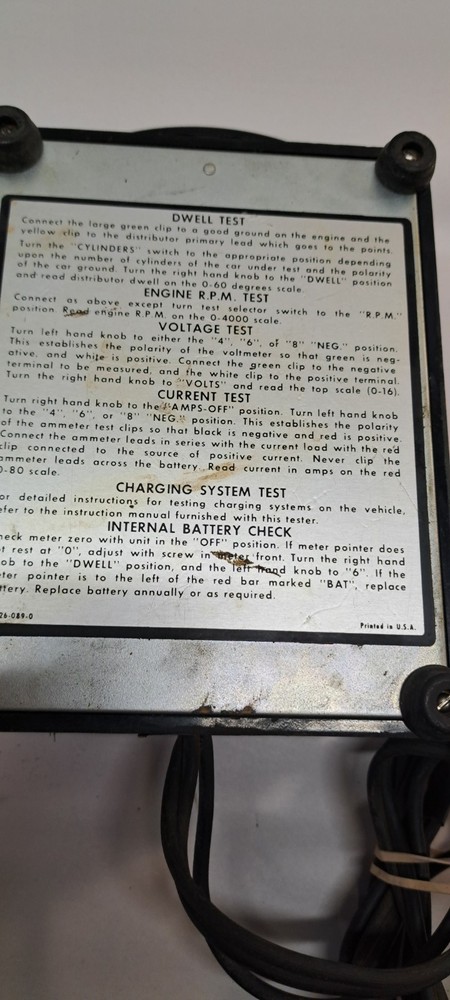 DWELL TEST
Connect the large green clip to a good ground on the engine and the
yellow clip to the distributor primary lead which goes to the points.
Turn the "CYLINDERS" switch to the appropriate position depending
upon the number of cylinders of the car under test and the polarity
of the car ground. Turn the right hand knob to the "DWELL" position
and read distributor dwell on the 0-60 degrees scale.
ENGINE R.P.M. TEST
Connect as above except turn test selector switch to the "R.P.M."
position. Read engine R.P.M. on the 0-4000 scale.
VOLTAGE TEST
Turn left hand knob to either the "4", "6", or "8" "NEG." position.
This establishes the polarity of the voltmeter so that green is neg-
ative, and white is positive. Connect the green clip to the negative
terminal to be measured, and the white clip to the positive terminal.
Turn the right hand knob to "VOLTS" and read the top scale (0-16).
CURRENT TEST
Turn right hand knob to the "AMPS-OFF" position. Turn left hand knob
to the "4", "6", or "8" "NEG." position. This establishes the polarity
of the ammeter test clips so that black is negative and red is positive.
Connect the ammeter leads in series with the current load with the red
clip connected to the source of positive current. Never clip the
ammeter leads across the battery. Read current in amps on the red
0-80 scale.
CHARGING SYSTEM TEST
or detailed instructions for testing charging systems on the vehicle,
efer to the instruction manual furnished with this tester.
INTERNAL BATTERY CHECK
heck meter zero with unit in the "OFF" position. If meter pointer does
ot rest at "0", adjust with screw in meter front. Turn the right hand
ob to the "DWELL" position, and the left hand knob to "6". If the
eter pointer is to the left of the red bar marked "BAT", replace
ttery. Replace battery annually or as required.
26-089-0
Printed in U.S.A.